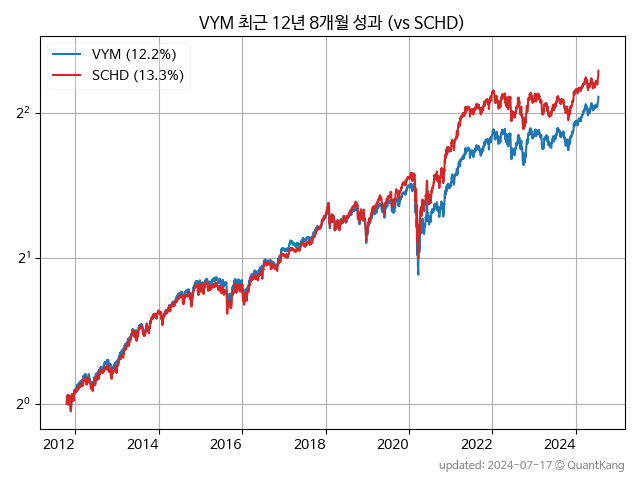 VYM 최근 12년 8개월 성과 (vs SCHD)
VYM (12.2%)
SCHD (13.3%)
2²
2¹
2⁰
2012 2014 2016 2018 2020 2022 2024
updated: 2024-07-17 © QuantKang